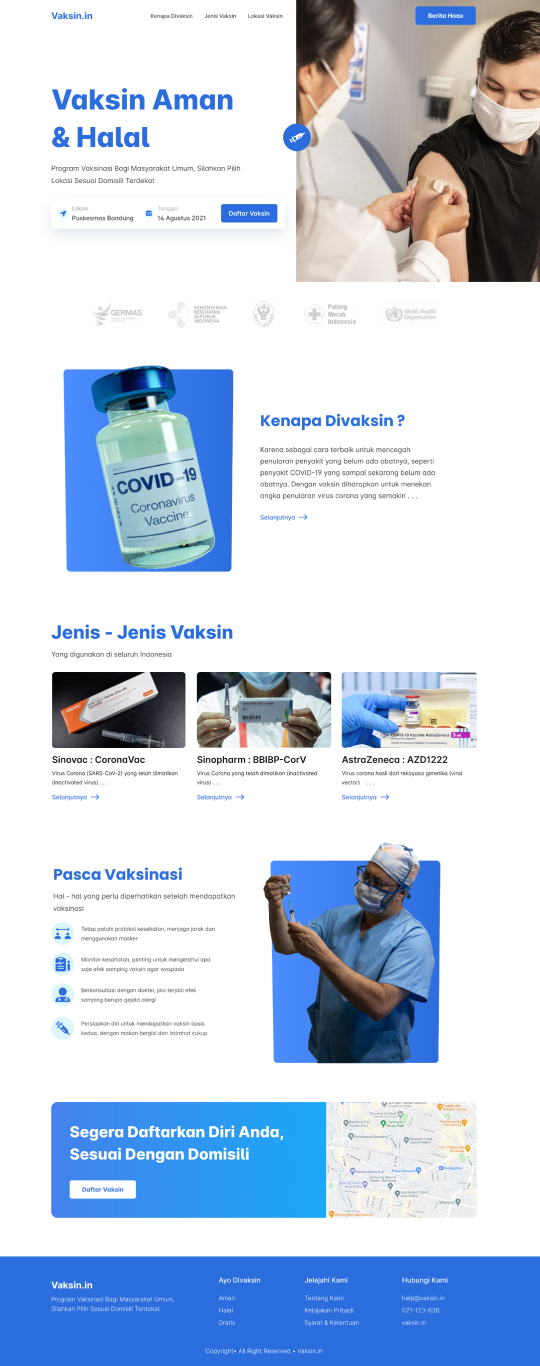 Vaksin.in
Kenapa Divaksin
Jenis Vaksin
Lokasi Vaksin
Berita Hoax
Vaksin Aman
& Halal
Program Vaksinasi Bagi Masyarakat Umum, Silahkan Pilih
Lokasi Sesuai Domisili Terdekat
Lokasi
Puskesmas Bandung
Tanggal
14 Agustus 2021
Daftar Vaksin
GERMAS
KEMENTERIAN
KESEHATAN
REPUBLIK
INDONESIA
Palang
Merah
Indonesia
World Health
Organization
COVID-19
Coronavirus
Vaccine
Kenapa Divaksin ?
Karena sebagai cara terbaik untuk mencegah
penularan penyakit yang belum ada obatnya, seperti
penyakit COVID-19 yang sampai sekarang belum ada
obatnya. Dengan vaksin diharapkan untuk menekan
angka penularan virus corona yang semakin . . .
Selanjutnya
Jenis - Jenis Vaksin
Yang digunakan di seluruh Indonesia
COVID-19 Vaccine AstraZeneca
Sinovac : CoronaVac
Virus Corona (SARS-CoV-2) yang telah dimatikan
(inactivated virus) . . .
Selanjutnya
Sinopharm : BBIBP-CorV
Virus Corona yang telah dimatikan (inactivated
virus) . . .
Selanjutnya
AstraZeneca : AZD1222
Virus corona hasil dari rekayasa genetika (viral
vector) . . .
Selanjutnya
Pasca Vaksinasi
Hal - hal yang perlu diperhatikan setelah mendapatkan
vaksinasi
Tetap patuhi protokol kesehatan, menjaga jarak dan
menggunakan masker
Monitor kesehatan, penting untuk mengetahui apa
saja efek samping vaksin agar waspada
Berkonsultasi dengan dokter, jika terjadi efek
samping berupa gejala alergi
Persiapkan diri untuk mendapatkan vaksin dosis
kedua, dengan makan bergizi dan istirahat cukup
Segera Daftarkan Diri Anda,
Sesuai Dengan Domisili
Daftar Vaksin
Vaksin.in
Program Vaksinasi Bagi Masyarakat Umum,
Silahkan Pilih Sesuai Domisili Terdekat
Ayo Divaksin
Aman
Halal
Gratis
Jelajahi Kami
Tentang Kami
Kebijakan Pribadi
Syarat & Ketentuan
Hubungi Kami
help@vaksin.in
021-123-638
vaksin.in
Copyright• All Right Reserved • Vaksin.in